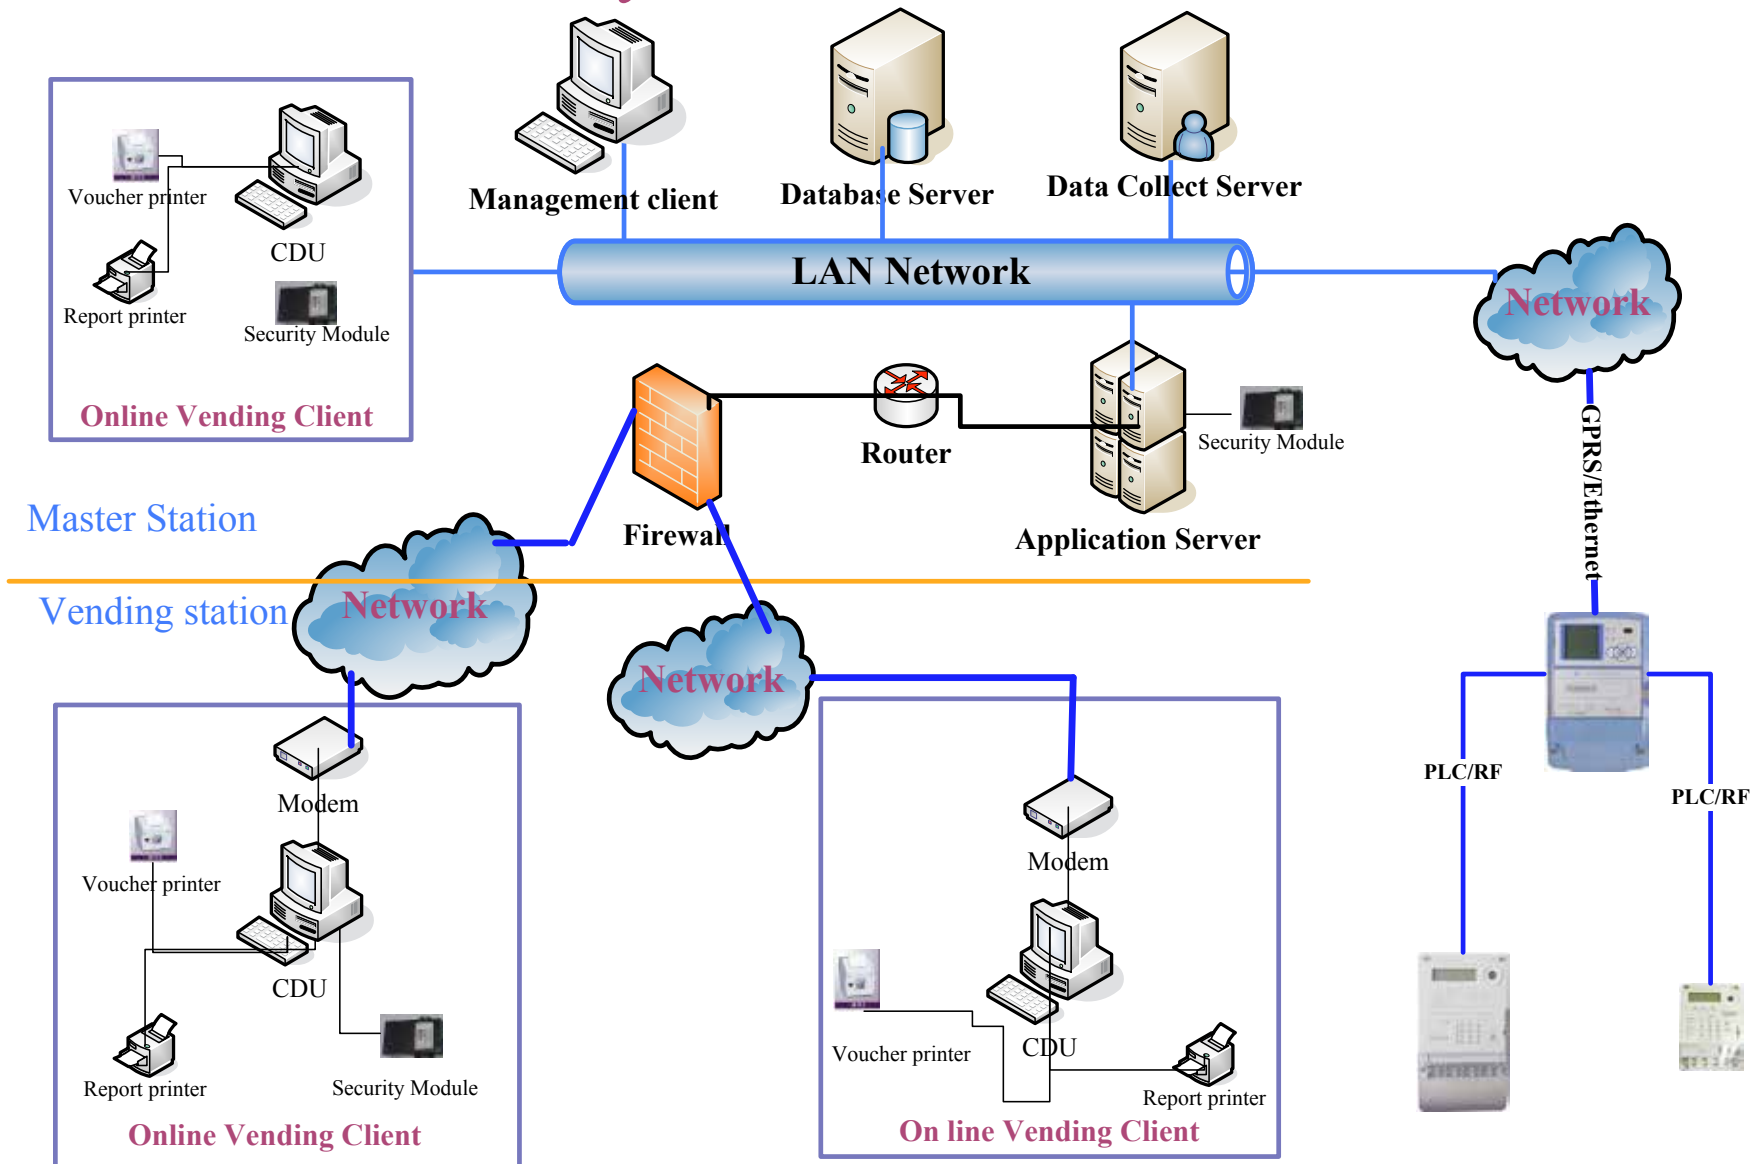 Management client
Database Server
Data Collect Server
Voucher printer
CDU
Report printer
Security Module
Online Vending Client
LAN Network
Network
Firewall
Router
Application Server
Security Module
GPRS/Ethernet
Master Station
Vending station
Network
Network
Modem
Voucher printer
CDU
Report printer
Security Module
Online Vending Client
Modem
Voucher printer
CDU
Report printer
On line Vending Client
PLC/RF
PLC/RF